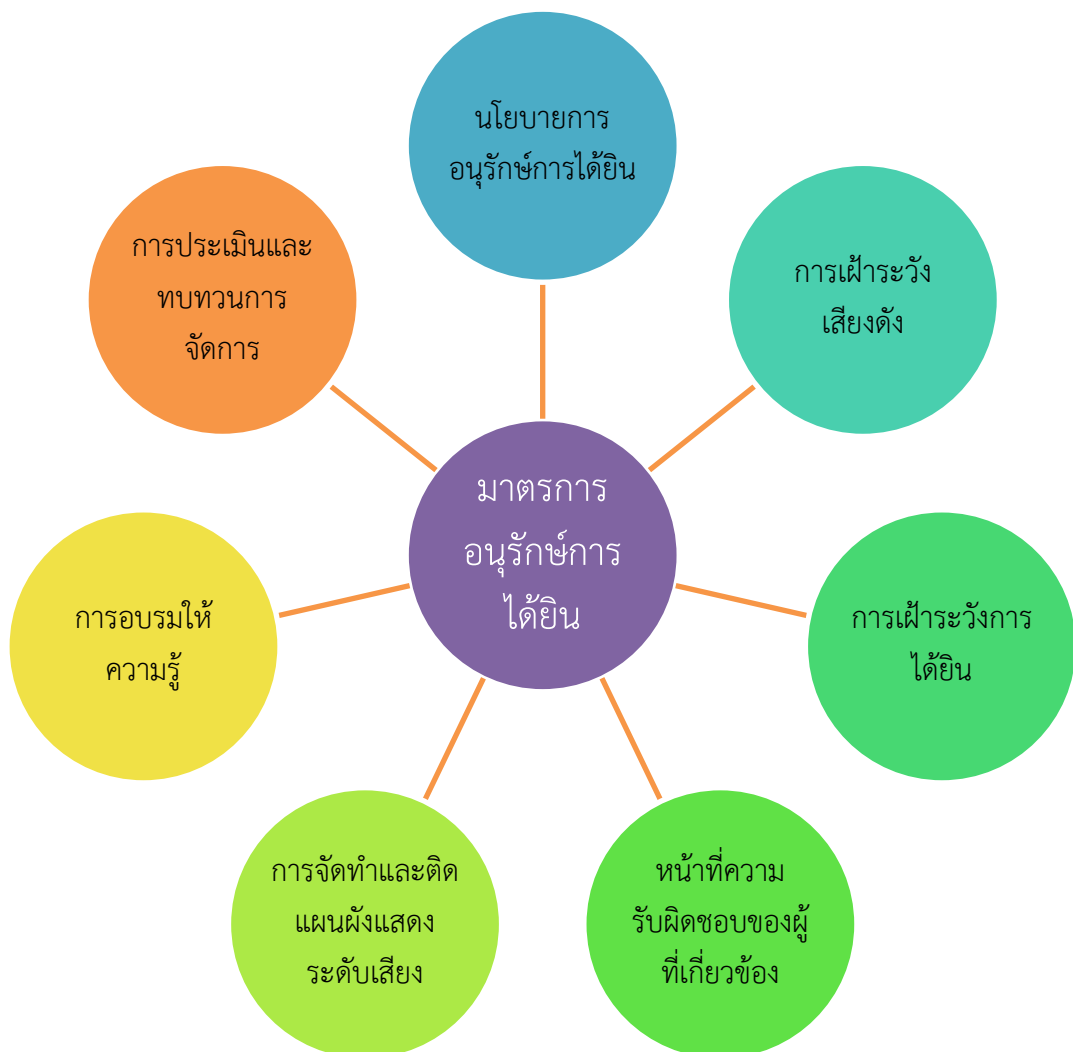 นโยบายการ
อนุรักษ์การได้ยิน
การเฝ้าระวัง
เสียงดัง
การเฝ้าระวังการ
ได้ยิน
หน้าที่ความ
รับผิดชอบของผู้
ที่เกี่ยวข้อง
การจัดทำและติด
แผนผังแสดง
ระดับเสียง
การอบรมให้
ความรู้
การประเมินและ
ทบทวนการ
จัดการ
มาตรการ
อนุรักษ์การ
ได้ยิน